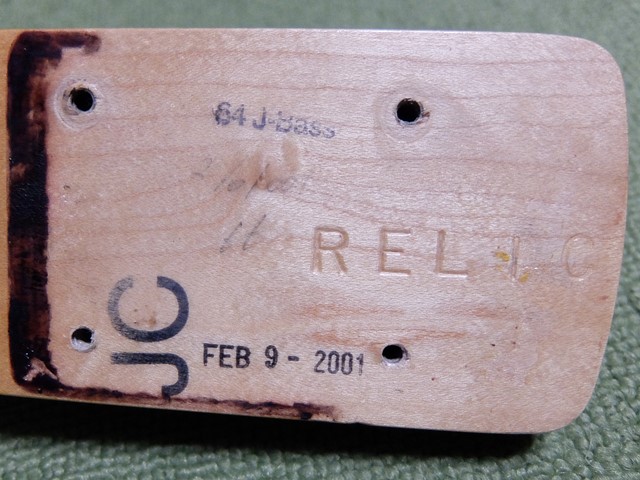 64 J-Bass
RELIC
JC
FEB 9 - 2001